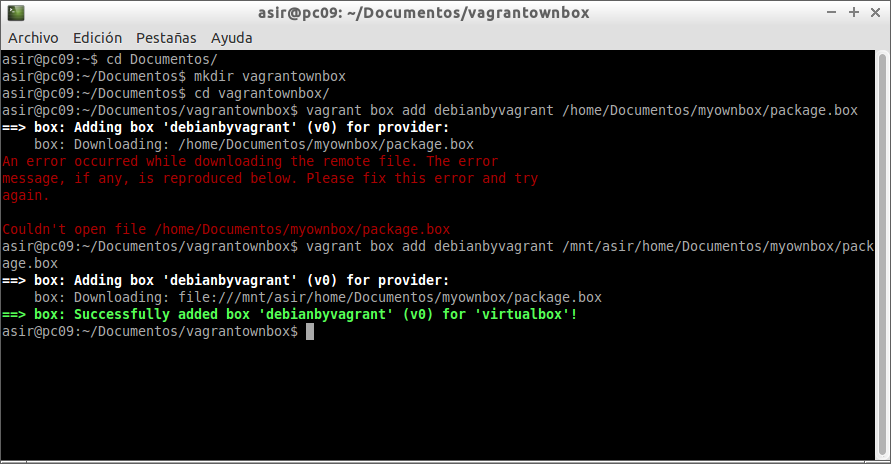 asir@pc09: ~/Documentos/vagrantownbox
Archivo Edición Pestañas Ayuda
asir@pc09:~$ cd Documentos/
asir@pc09:~/Documentos$ mkdir vagrantownbox
asir@pc09:~/Documentos$ cd vagrantownbox/
asir@pc09:~/Documentos/vagrantownbox$ vagrant box add debianbyvagrant /home/Documentos/myownbox/package.box
==> box: Adding box 'debianbyvagrant' (v0) for provider:
    box: Downloading: /home/Documentos/myownbox/package.box
An error occurred while downloading the remote file. The error
message, if any, is reproduced below. Please fix this error and try
again.
Couldn't open file /home/Documentos/myownbox/package.box
asir@pc09:~/Documentos/vagrantownbox$ vagrant box add debianbyvagrant /mnt/asir/home/Documentos/myownbox/pack
age.box
==> box: Adding box 'debianbyvagrant' (v0) for provider:
    box: Downloading: file:///mnt/asir/home/Documentos/myownbox/package.box
==> box: Successfully added box 'debianbyvagrant' (v0) for 'virtualbox'!
asir@pc09:~/Documentos/vagrantownbox$